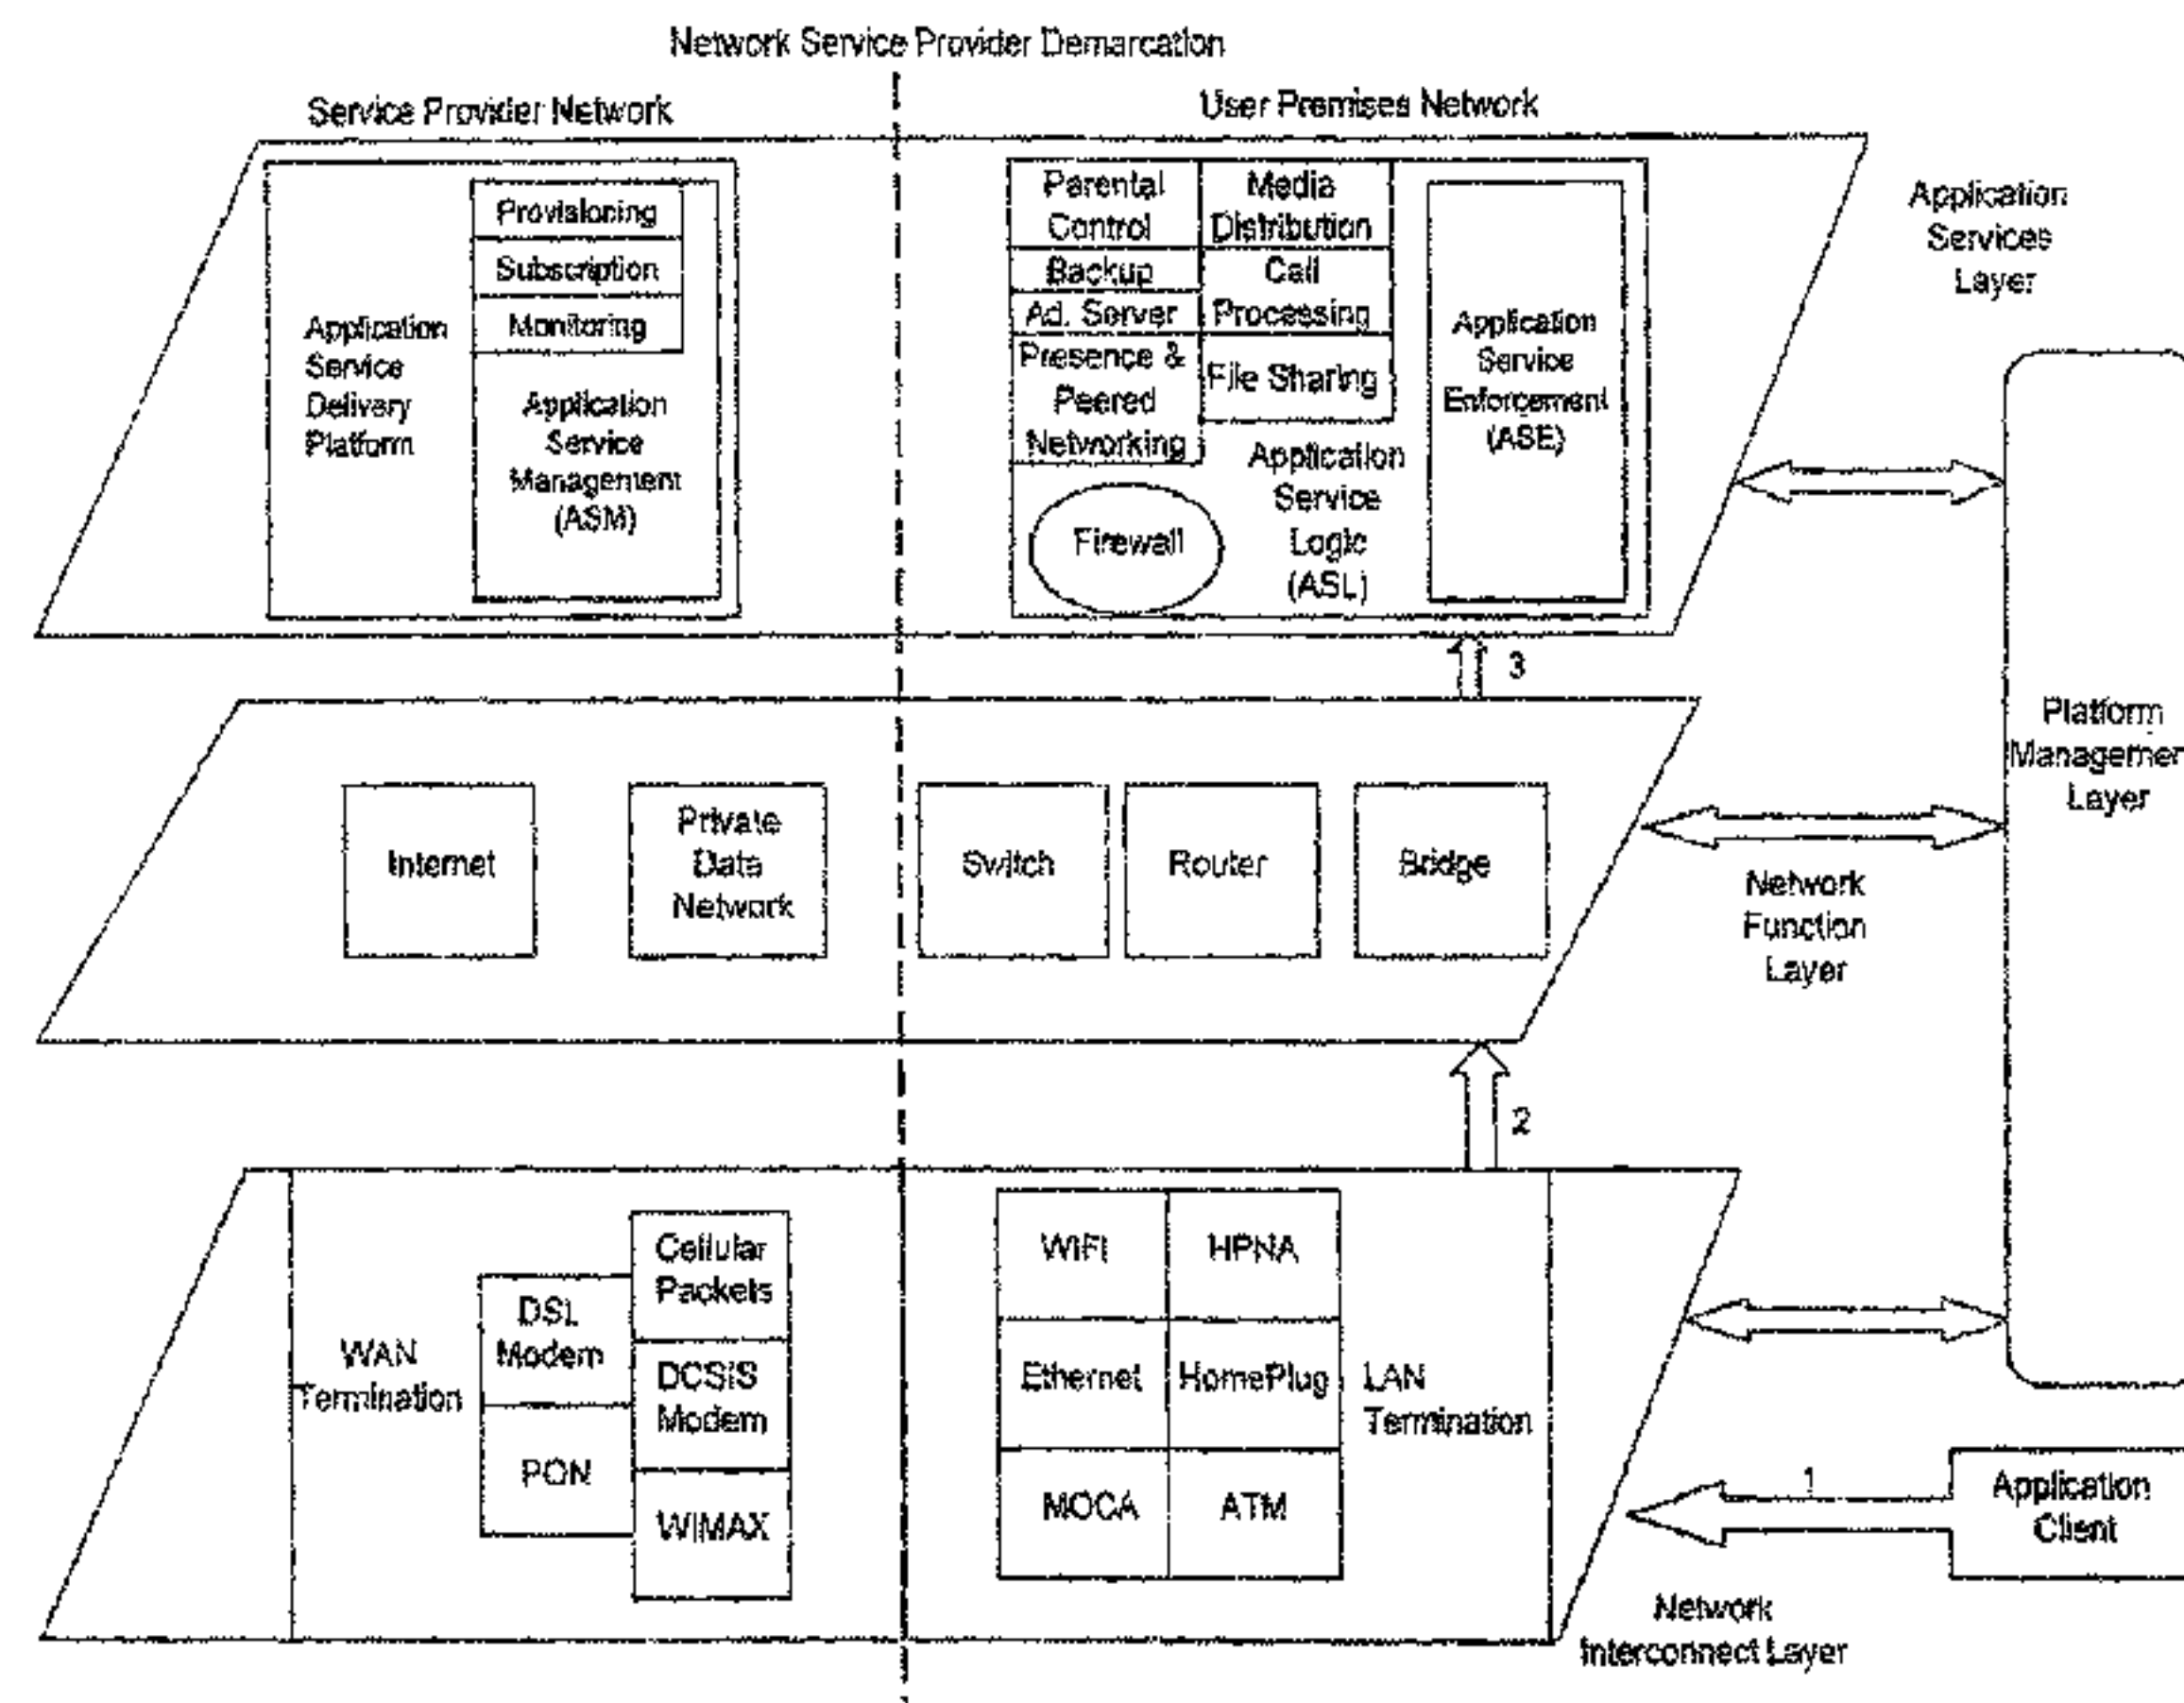 Network Service Provider Demarcation
Service Provider Network
User Premises Network
Application
Service
Delivery
Platform
Provisioning
Subscription
Monitoring
Application
Service
Management
(ASM)
Parental
Control
Backup
Ad. Server
Presence &
Peered
Networking
Firewall
Media
Distribution
Call
Processing
File Sharing
Application
Service
Logic
(ASL)
Application
Service
Enforcement
(ASE)
Application
Services
Layer
3
Internet
Private
Data
Network
Switch
Router
Bridge
Network
Function
Layer
Platform
Managemen
Layer
2
WAN
Termination
DSL
Modem
PON
Cellular
Packets
DCSIS
Modem
WIMAX
WIFI
HPNA
Ethernet
HomePlug
MOCA
ATM
LAN
Termination
1
Application
Client
Network
Interconnect Layer